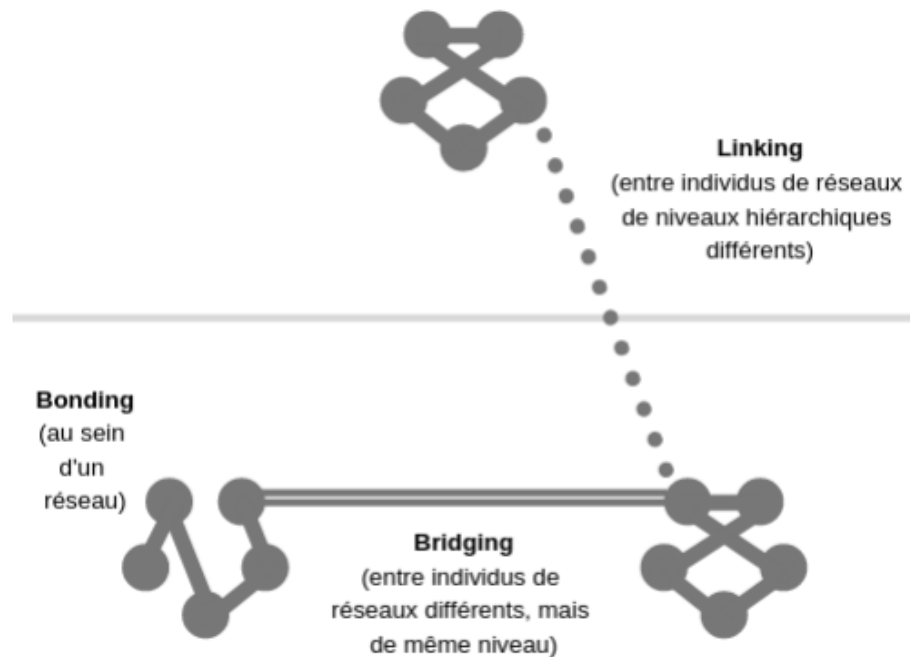 Linking
(entre individus de réseaux
de niveaux hiérarchiques
différents)
Bonding
(au sein
d'un
réseau)
Bridging
(entre individus de
réseaux différents, mais
de même niveau)